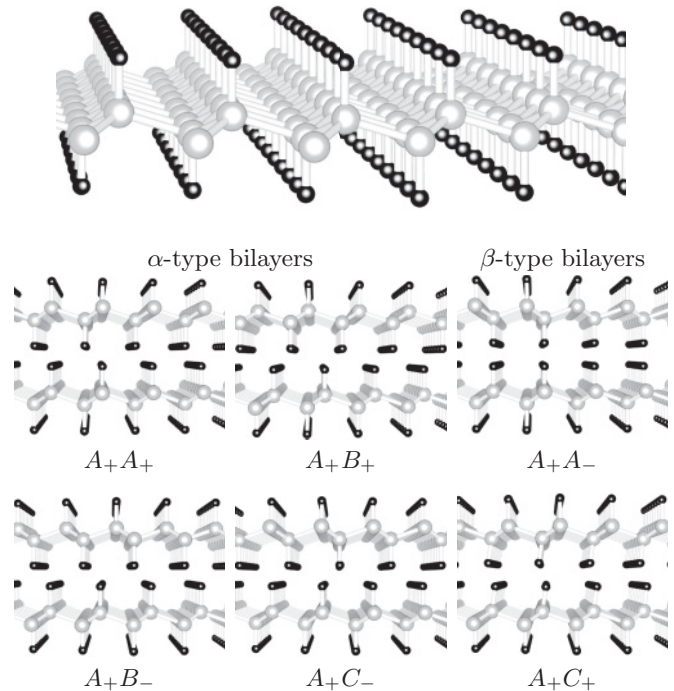 α-type bilayers β-type bilayers
A₊A₊ A₊B₊ A₊A₋
A₊B₋ A₊C₋ A₊C₊